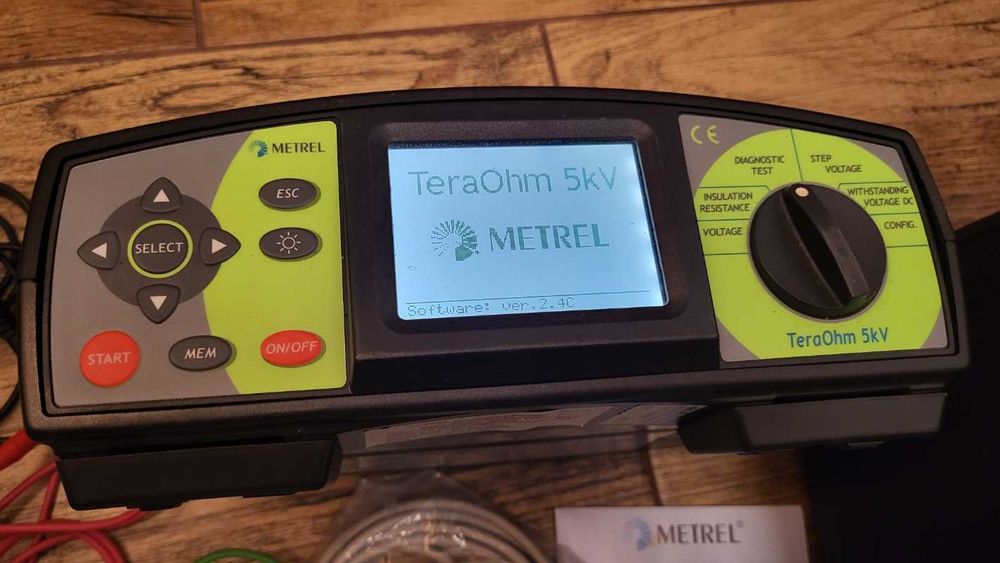 METREL
ESC
SELECT
START
MEM
ON/OFF
TeraOhm 5kV
METREL
Software: ver.2.4C
CE
DIAGNOSTIC
TEST
STEP
VOLTAGE
INSULATION
RESISTANCE
WITHSTANDING
VOLTAGE DC
VOLTAGE
CONFIG.
TeraOhm 5kV
METREL®